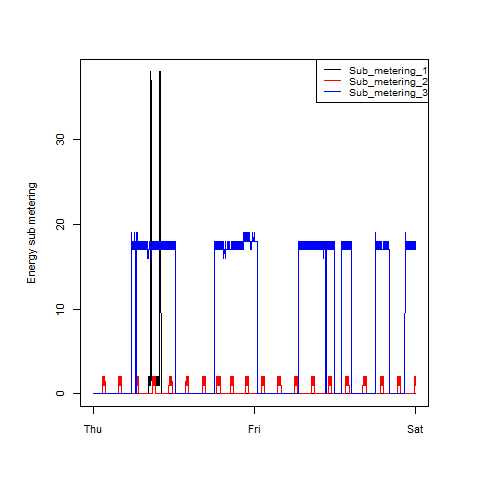 Sub_metering_1
Sub_metering_2
Sub_metering_3
Energy sub metering
30
20
10
0
Thu
Fri
Sat